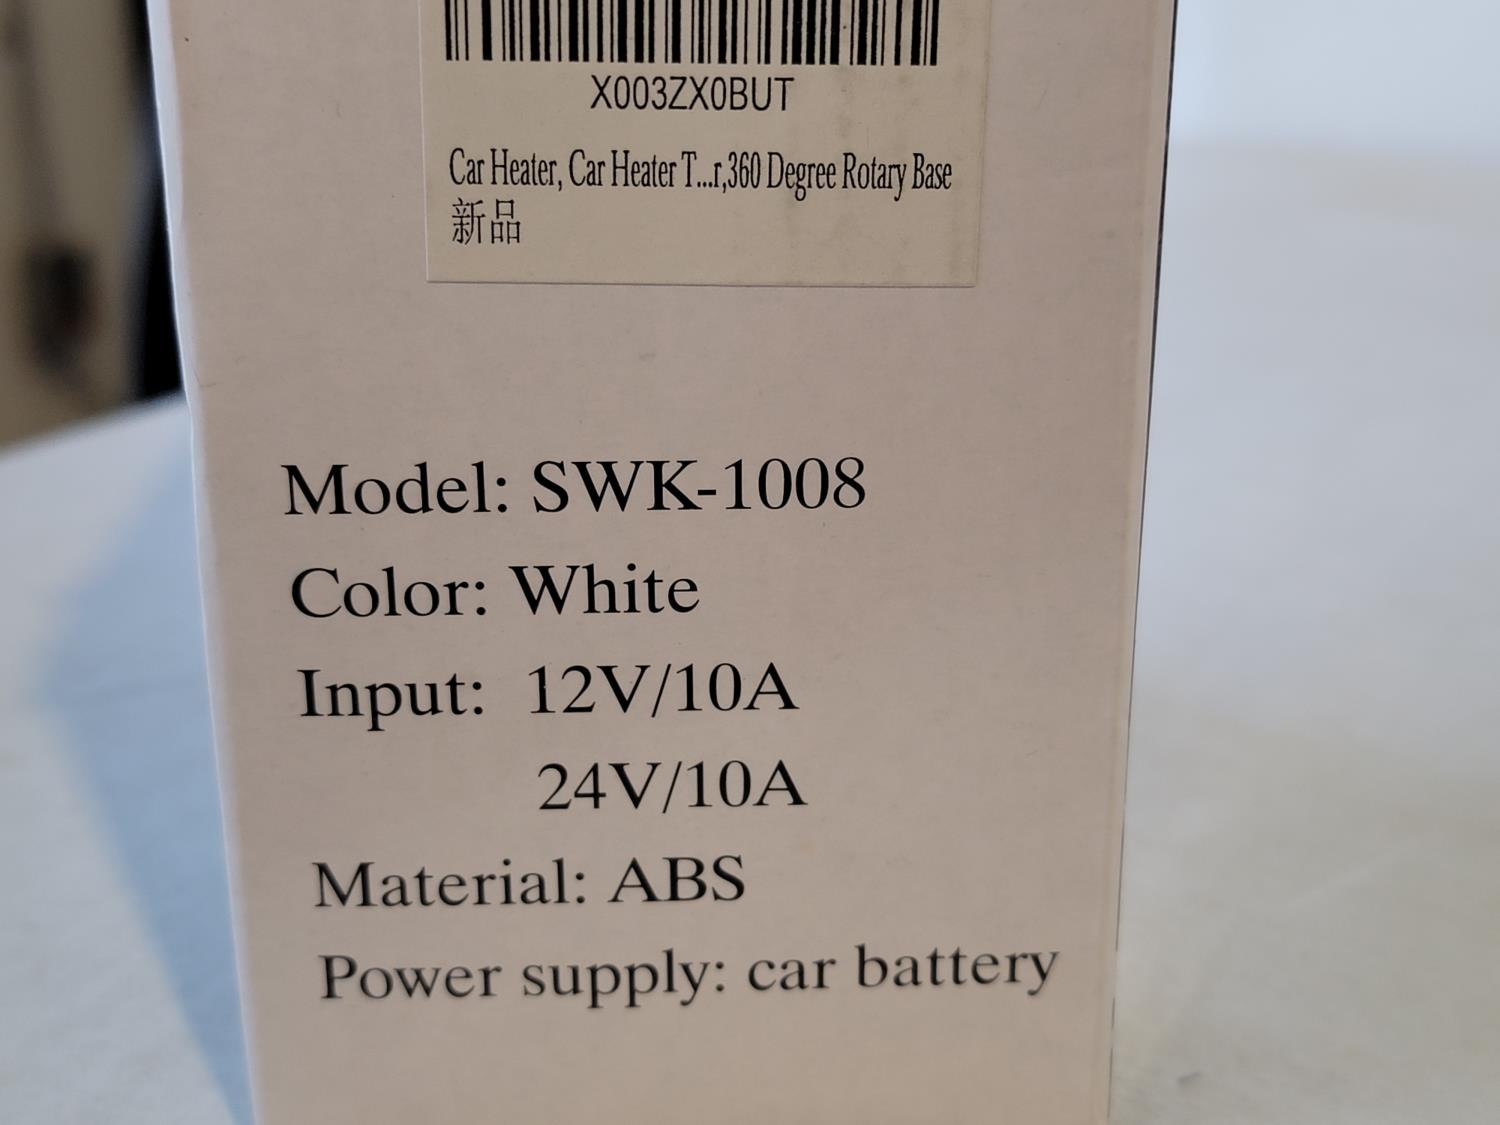 X003ZX0BUT
Car Heater, Car Heater T...r,360 Degree Rotary Base
新品
Model: SWK-1008
Color: White
Input: 12V/10A
24V/10A
Material: ABS
Power supply: car battery